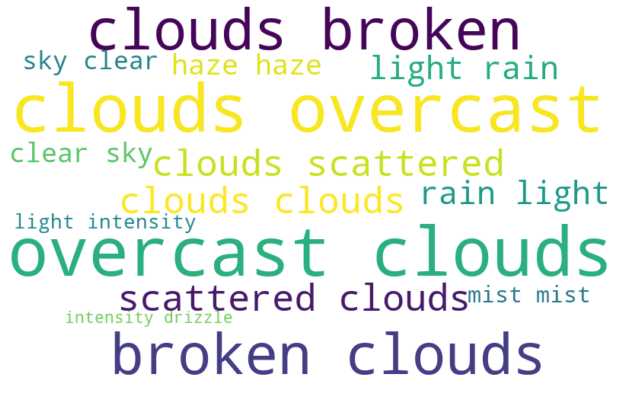 clouds broken
sky clear
haze haze
light rain
clouds overcast
clear sky
clouds scattered
clouds clouds
rain light
light intensity
overcast clouds
scattered clouds
mist mist
intensity drizzle
broken clouds